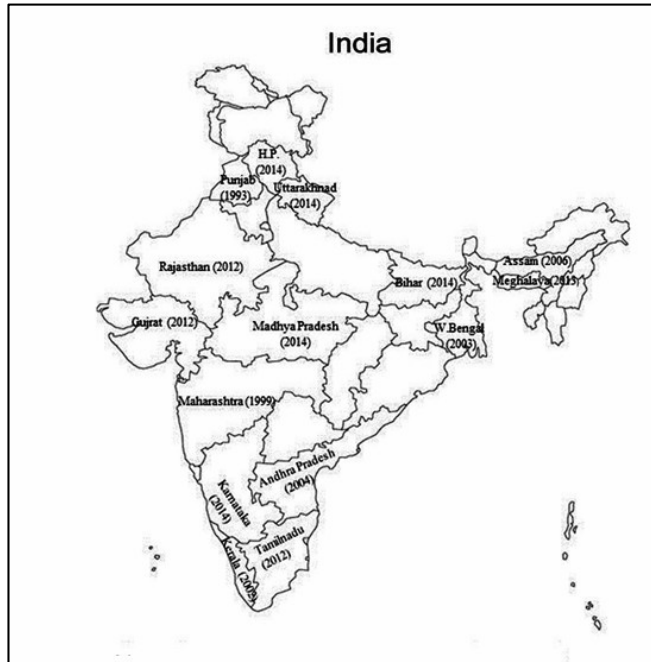 India
H.P.
(2014)
Punjab
(1993)
Uttarakhnad
(2014)
Rajasthan (2012)
Assam (2006)
Bihar (2014)
Meghalaya(2013)
Gujrat (2012)
Madhya Pradesh
(2014)
W.Bengal
(2003)
Maharashtra (1999)
Andhra Pradesh
(2004)
Karnataka
(2014)
Tamilnadu
(2012)
Kerala (2002)